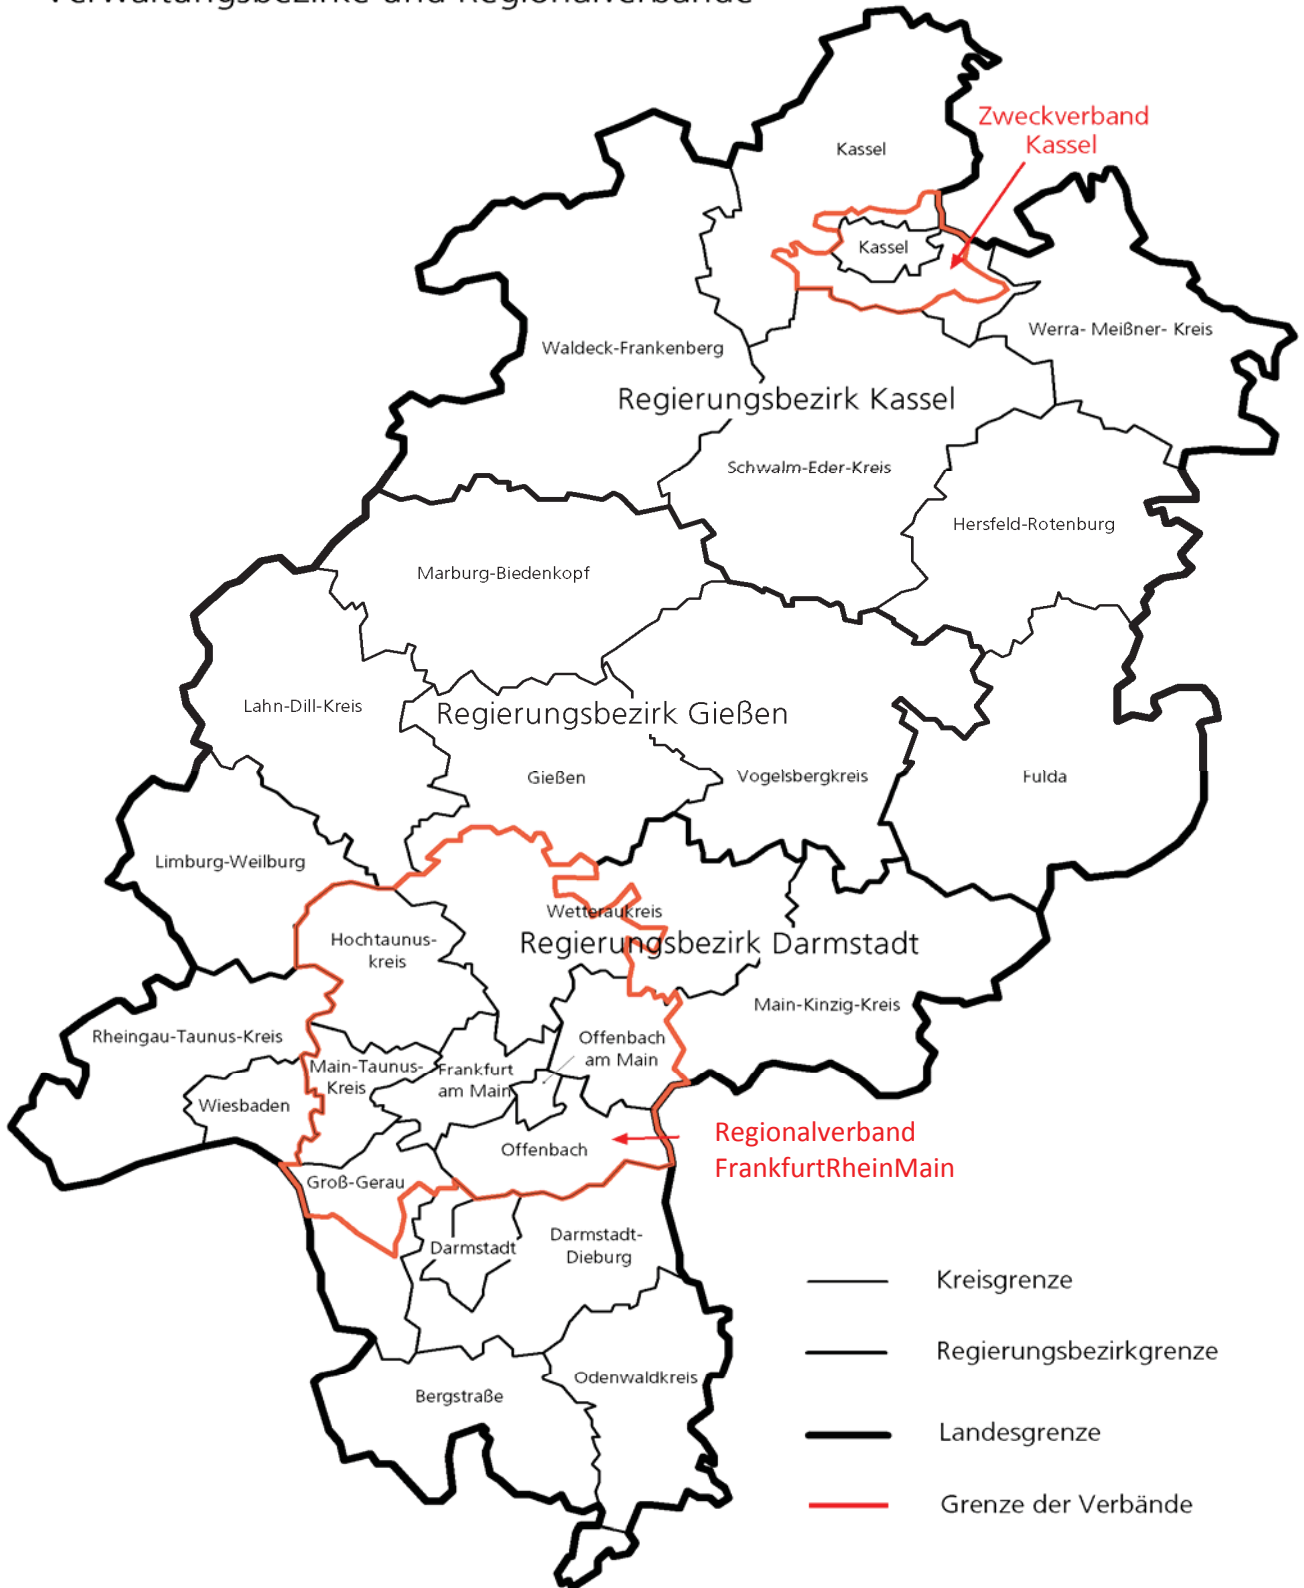 Verwaltungsbezirke und Regionalverbände
Zweckverband
Kassel
Kassel
Kassel
Werra- Meißner- Kreis
Waldeck-Frankenberg
Regierungsbezirk Kassel
Schwalm-Eder-Kreis
Hersfeld-Rotenburg
Marburg-Biedenkopf
Lahn-Dill-Kreis
Regierungsbezirk Gießen
Gießen
Vogelsbergkreis
Fulda
Limburg-Weilburg
Wetteraukreis
Hochtaunus-
kreis
Regierungsbezirk Darmstadt
Main-Kinzig-Kreis
Rheingau-Taunus-Kreis
Offenbach
am Main
Main-Taunus-
Kreis
Frankfurt
am Main
Wiesbaden
Offenbach
Regionalverband
FrankfurtRheinMain
Groß-Gerau
Darmstadt
Darmstadt-
Dieburg
Kreisgrenze
Regierungsbezirkgrenze
Odenwaldkreis
Bergstraße
Landesgrenze
Grenze der Verbände